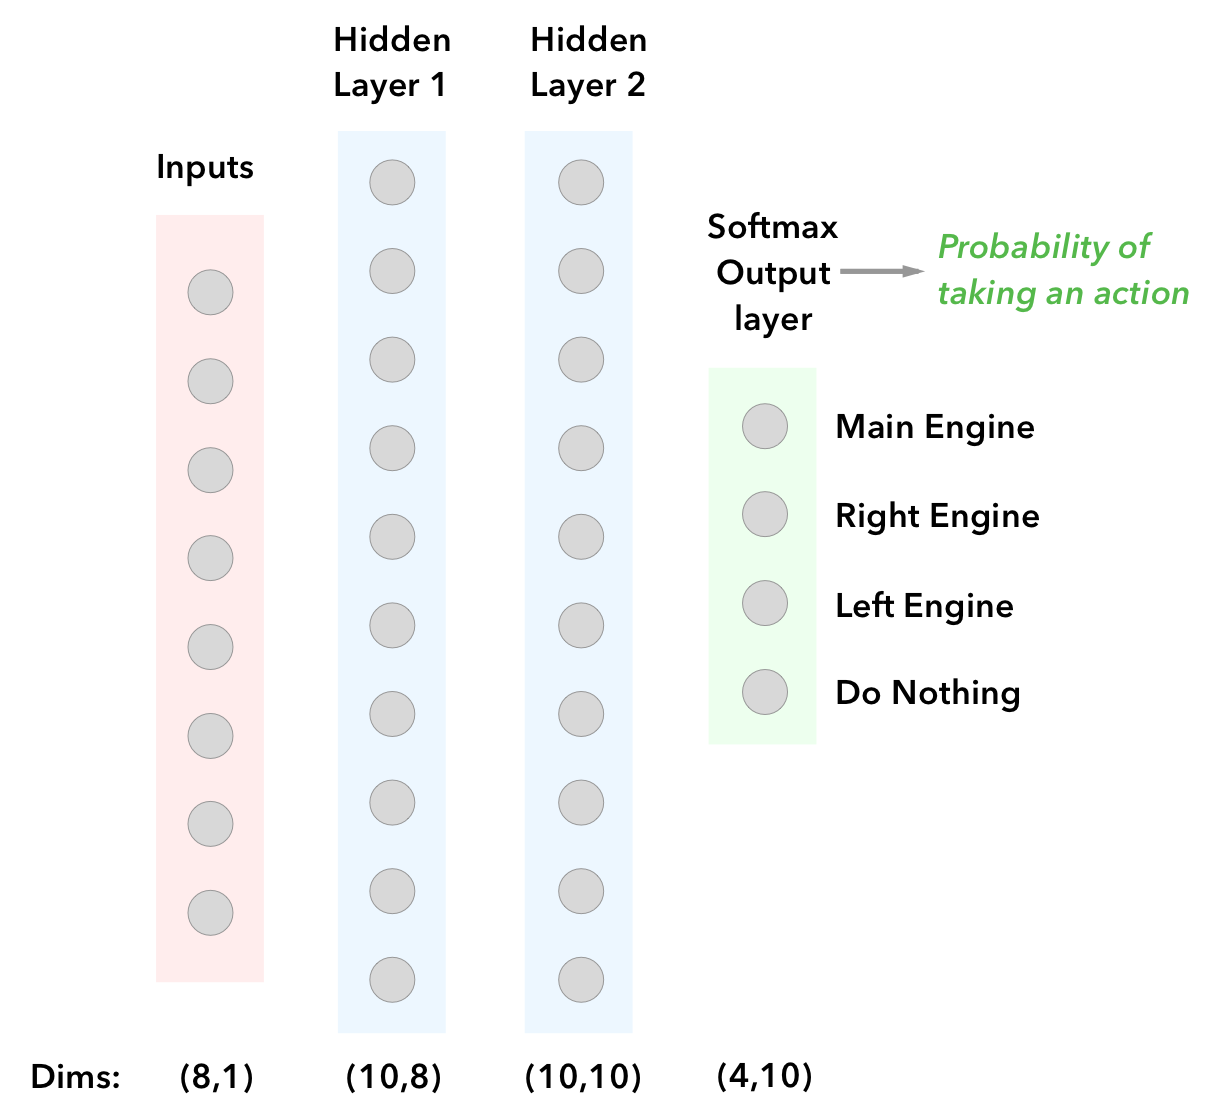 Hidden
Layer 1
Hidden
Layer 2
Inputs
Softmax
Output
layer
Probability of
taking an action
Main Engine
Right Engine
Left Engine
Do Nothing
Dims: (8,1) (10,8) (10,10) (4,10)